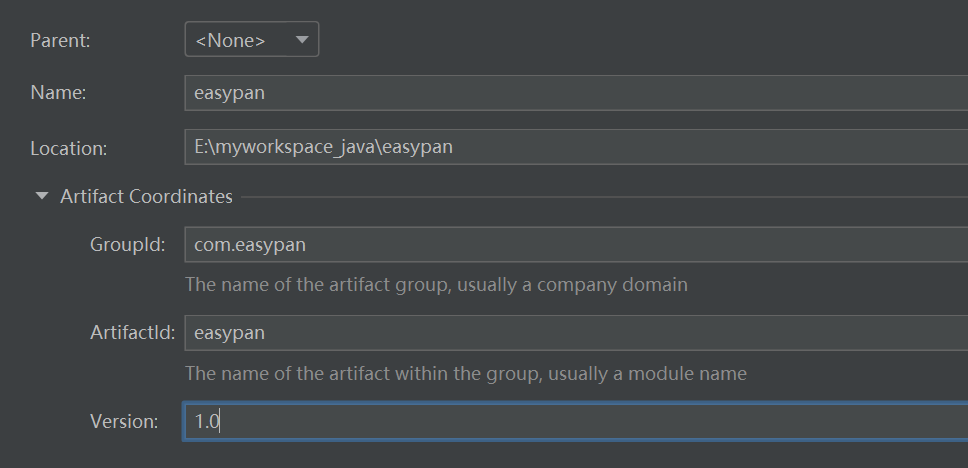 Parent: <None>
Name: easypan
Location: E:\myworkspace_java\easypan
Artifact Coordinates
GroupId: com.easypan
The name of the artifact group, usually a company domain
ArtifactId: easypan
The name of the artifact within the group, usually a module name
Version: 1.0